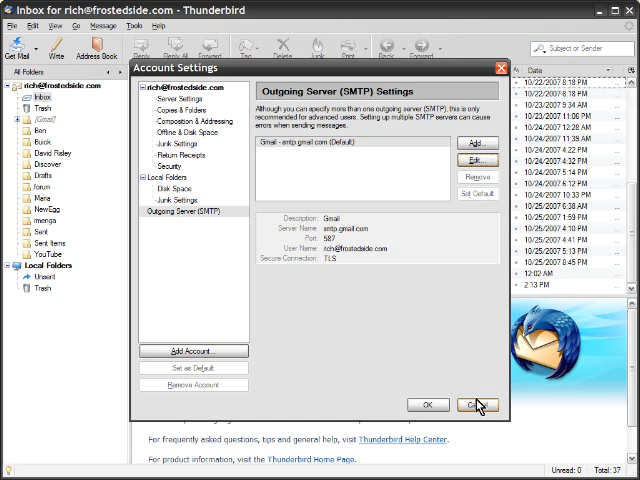 Inbox for rich@frostedside.com - Thunderbird
File Edit View Go Message Tools Help
Get Mail Write Address Book Reply Reply All Forward Tag Delete Junk Print Back Forward
Subject or Sender
All Folders
rich@frostedside.com
Inbox
Trash
[Gmail]
Ben
Buick
David Risley
Discover
Drafts
forum
Maria
NewEgg
menga
Sent
Sent Items
YouTube
Local Folders
Unsent
Trash
Account Settings
rich@frostedside.com
Server Settings
Copies & Folders
Composition & Addressing
Offline & Disk Space
Junk Settings
Return Receipts
Security
Local Folders
Disk Space
Junk Settings
Outgoing Server (SMTP)
Add Account...
Set as Default
Remove Account
Outgoing Server (SMTP) Settings
Although you can specify more than one outgoing server (SMTP), this is only
recommended for advanced users. Setting up multiple SMTP servers can cause
errors when sending messages.
Gmail - smtp.gmail.com (Default)
Add...
Edit...
Remove
Set Default
Description: Gmail
Server Name: smtp.gmail.com
Port: 587
User Name: rich@frostedside.com
Secure Connection: TLS
OK
Date
10/22/2007 8:18 PM
10/22/2007 8:18 PM
10/23/2007 9:34 AM
10/23/2007 11:06 PM
10/24/2007 12:28 AM
10/24/2007 11:39 AM
10/24/2007 4:22 PM
10/24/2007 4:32 PM
10/24/2007 5:14 PM
10/24/2007 6:12 PM
10/24/2007 10:33 PM
10/25/2007 6:38 AM
10/25/2007 1:59 PM
10/25/2007 4:10 PM
10/25/2007 4:41 PM
10/25/2007 5:13 PM
10/25/2007 8:45 PM
12:02 AM
2:13 PM
For frequently asked questions, tips and general help, visit Thunderbird Help Center.
For product information, visit the Thunderbird Home Page.
Unread: 0 Total: 37